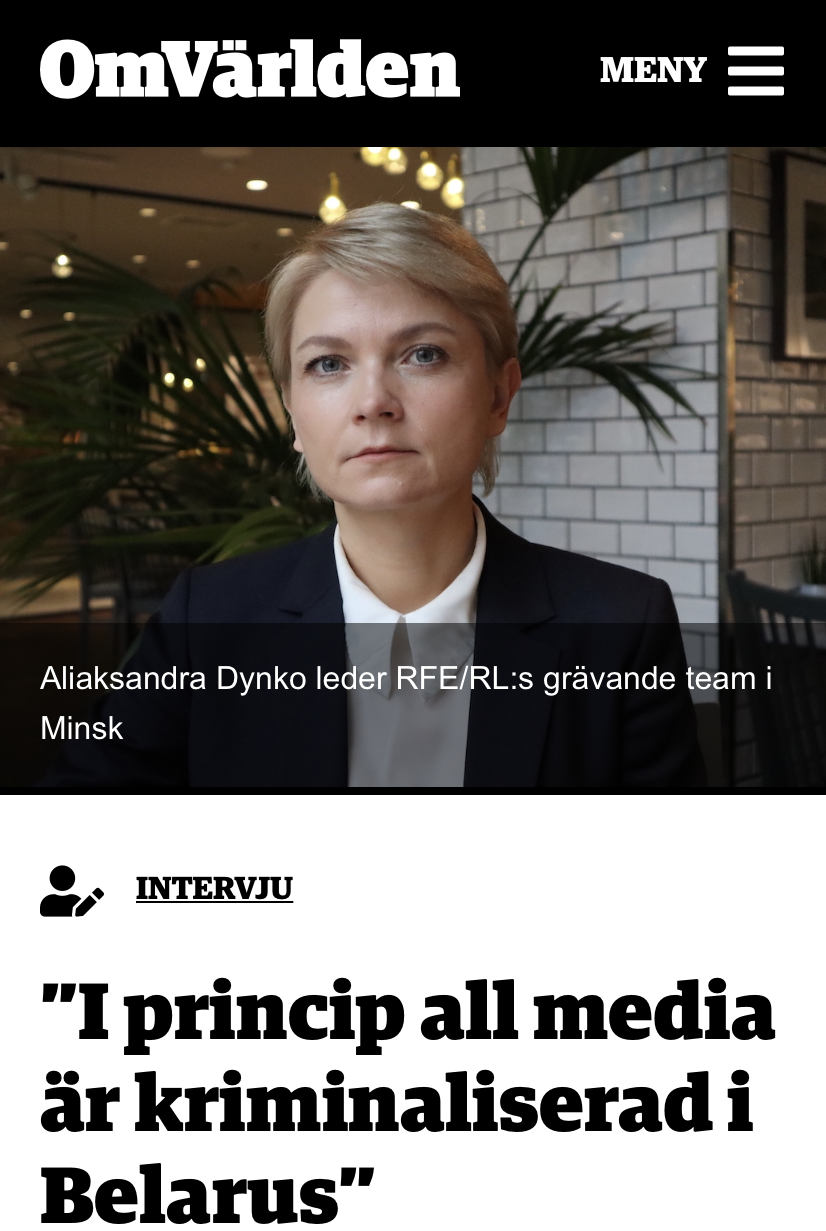 OmVärlden
MENY
Aliaksandra Dynko leder RFE/RL:s grävande team i
Minsk
INTERVJU
”I princip all media
är kriminaliserad i
Belarus”